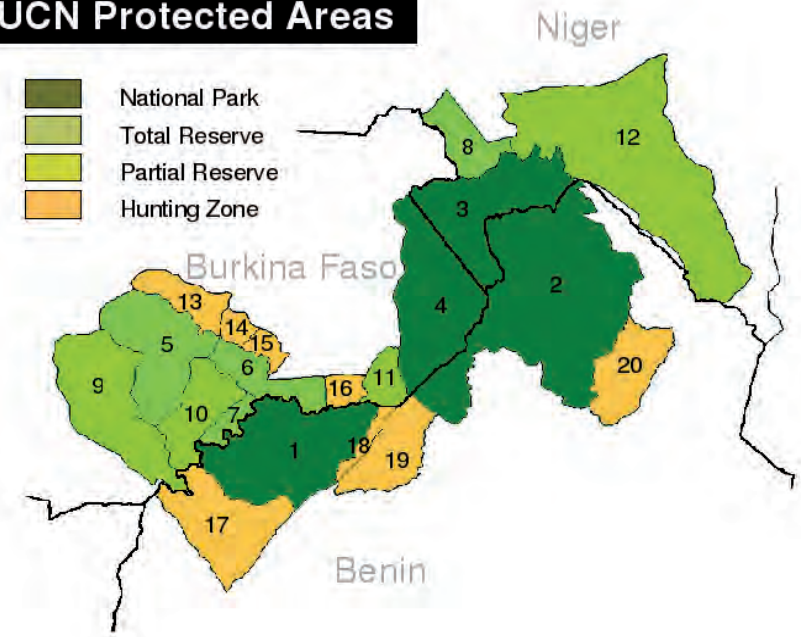 UCN Protected Areas
Niger
National Park
Total Reserve
Partial Reserve
Hunting Zone
12
8
3
Burkina Faso
2
4
13
14
15
5
6
20
9
16
11
10
7
1
18
19
17
Benin